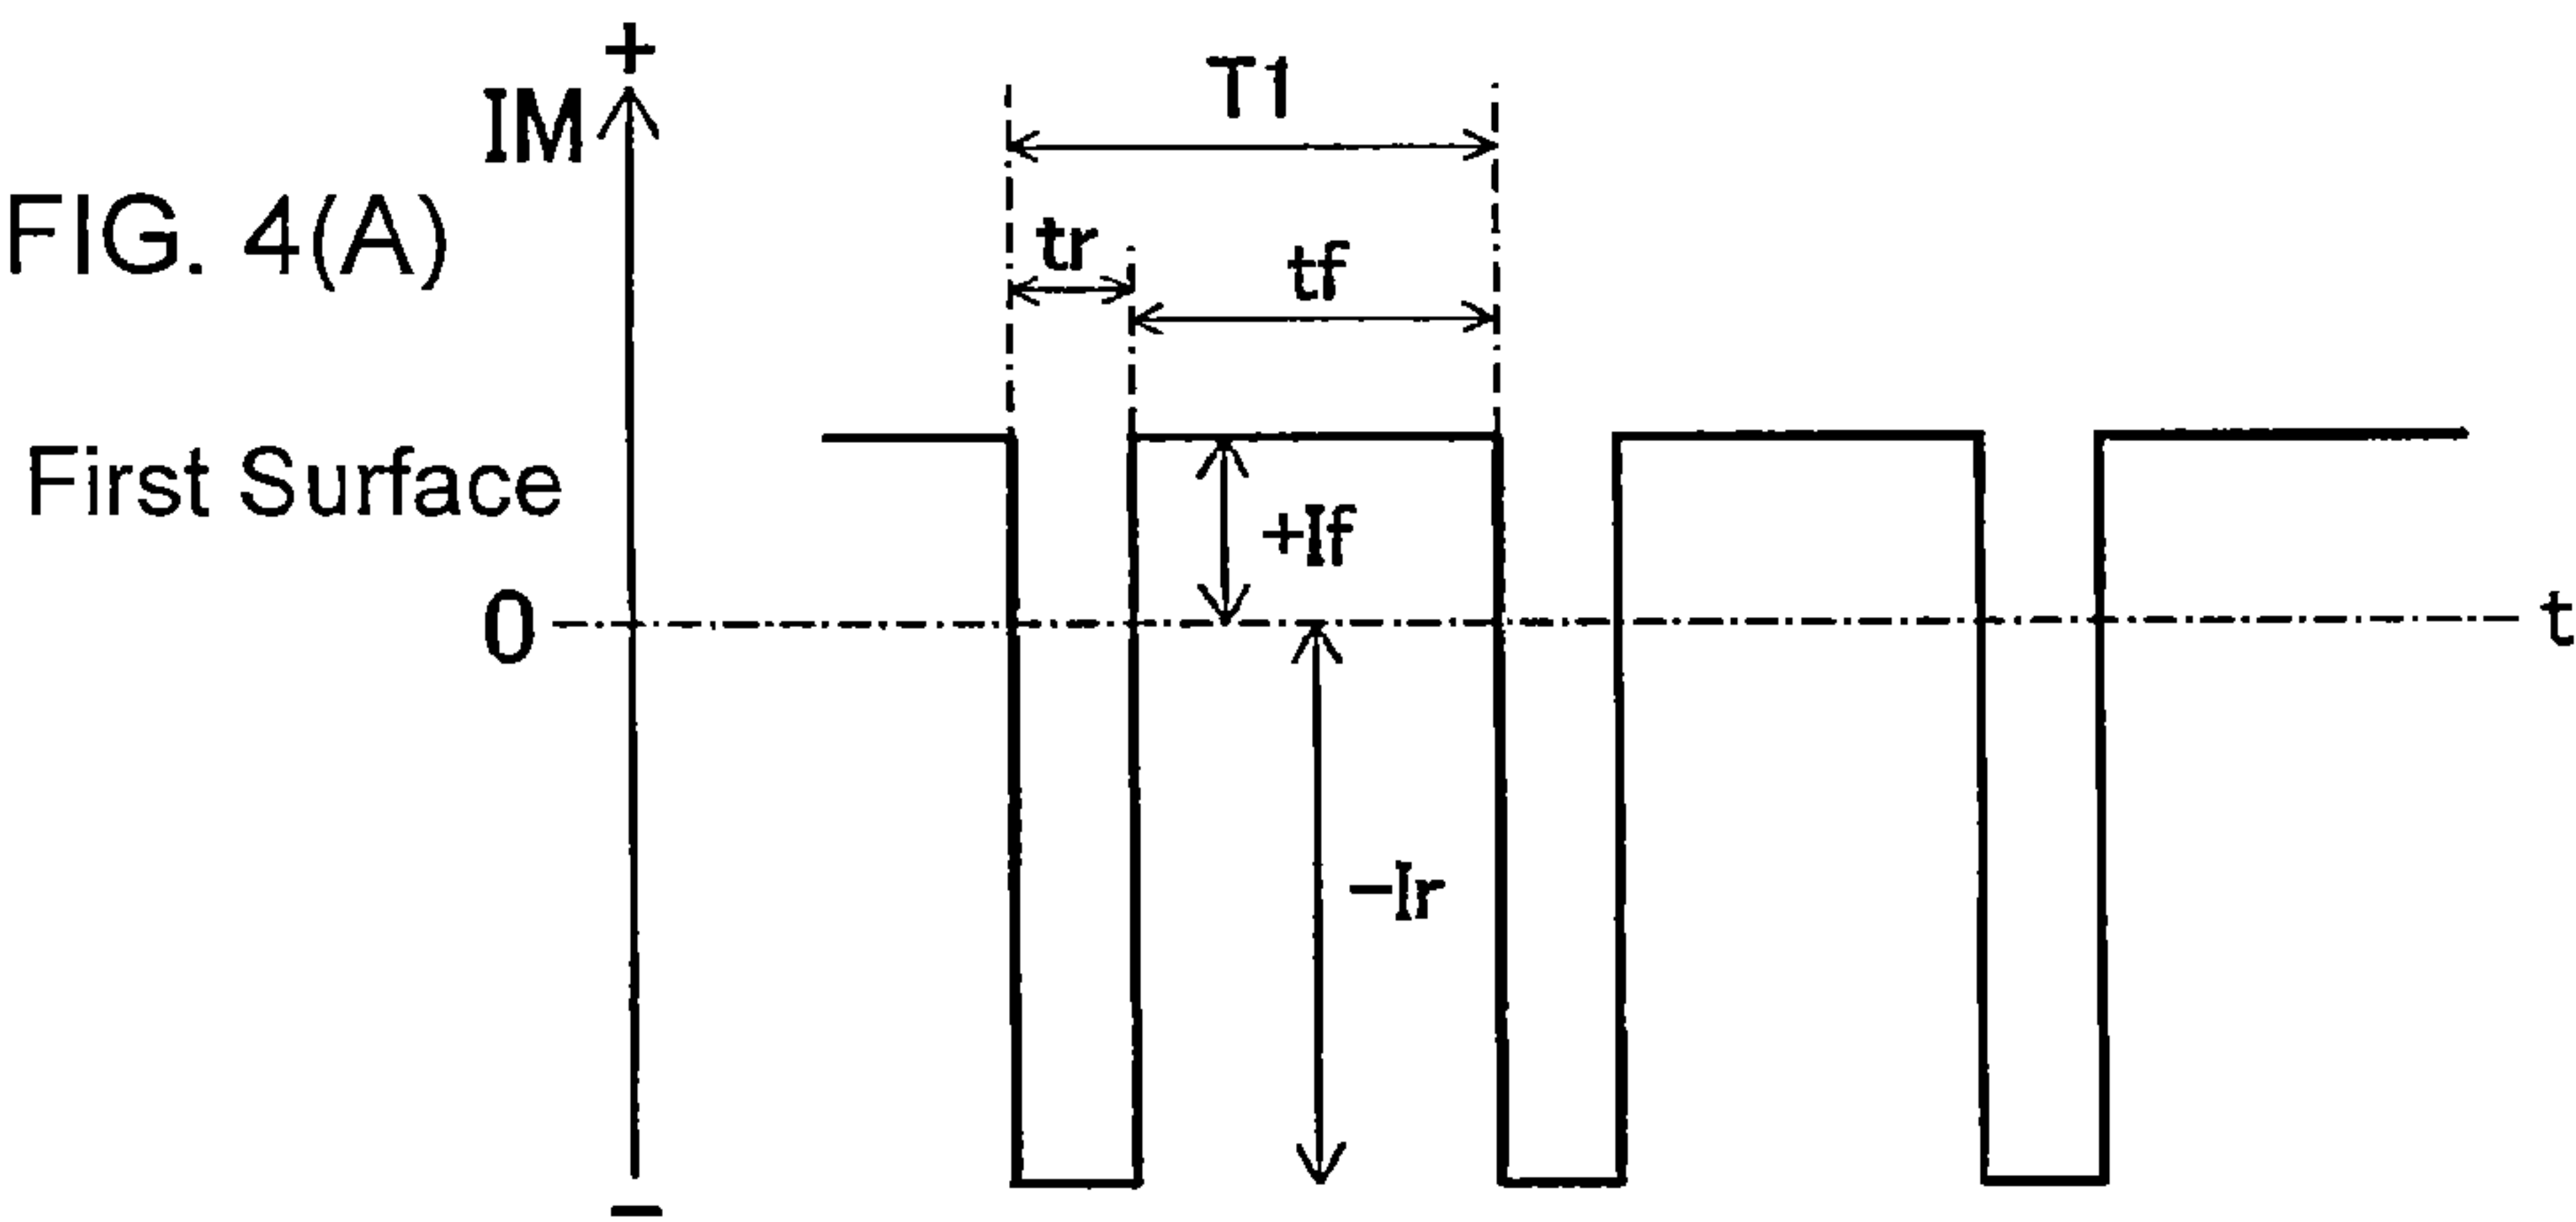 +
IM
T1
FIG. 4(A)
tr
tf
First Surface
+If
0
t
−Ir
−